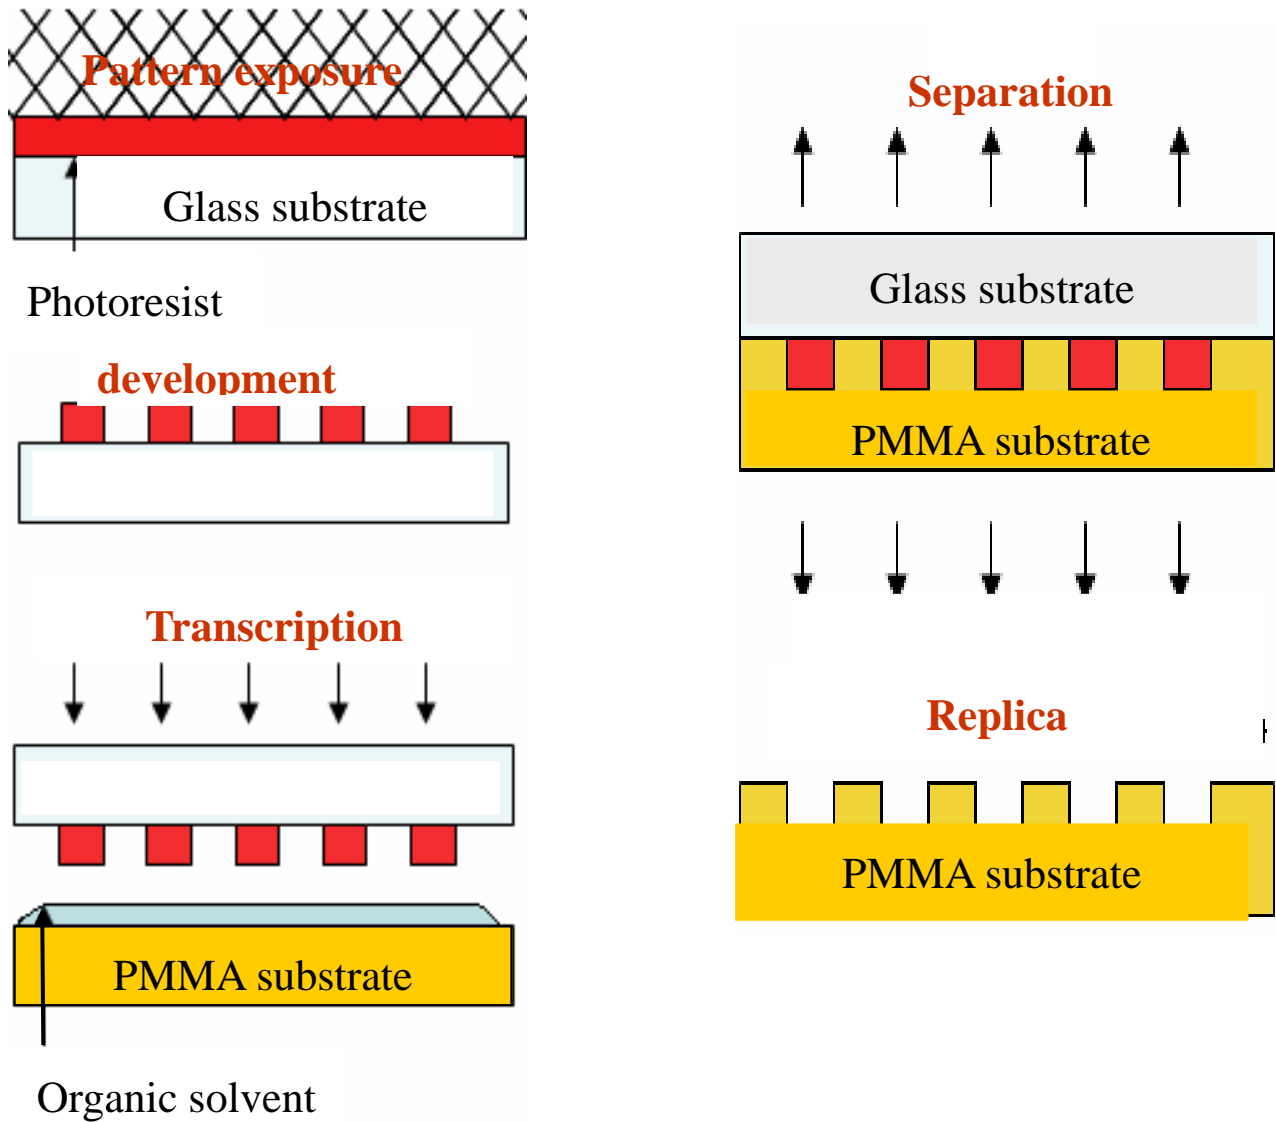 Pattern exposure
Glass substrate
Photoresist
development
Transcription
PMMA substrate
Organic solvent
Separation
Glass substrate
PMMA substrate
Replica
PMMA substrate